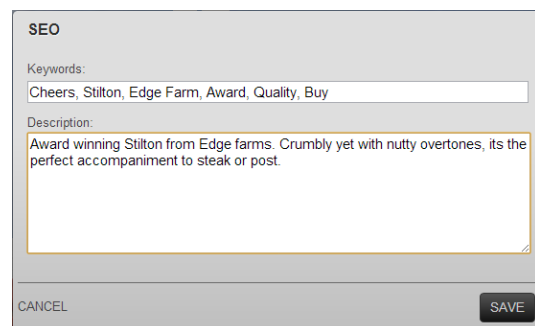 SEO
Keywords:
Cheers, Stilton, Edge Farm, Award, Quality, Buy
Description:
Award winning Stilton from Edge farms. Crumbly yet with nutty overtones, its the
perfect accompaniment to steak or post.
CANCEL
SAVE